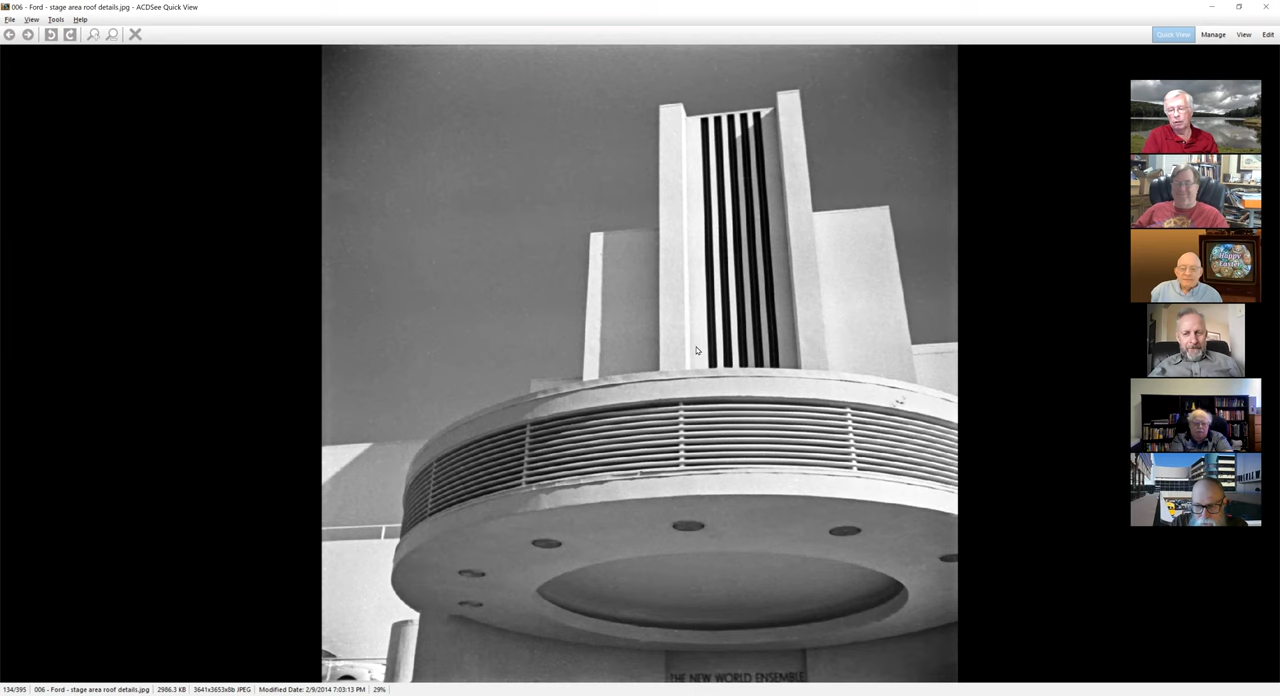 006 - Ford - stage area roof details.jpg - ACDSee Quick View
File View Tools Help
Quick View Manage View Edit
Happy
Easter
THE NEW WORLD ENSEMBLE
134/395 006 - Ford - stage area roof details.jpg 2986.3 KB 3641x3653x8b JPEG Modified Date: 2/9/2014 7:03:13 PM 29%